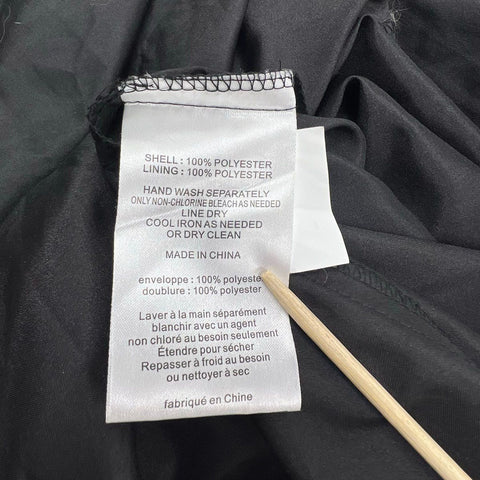 SHELL: 100% POLYESTER
LINING: 100% POLYESTER
HAND WASH SEPARATELY
ONLY NON-CHLORINE BLEACH AS NEEDED
LINE DRY
COOL IRON AS NEEDED
OR DRY CLEAN
MADE IN CHINA
enveloppe : 100% polyester
doublure : 100% polyester
Laver à la main séparément
blanchir avec un agent
non chloré au besoin seulement
Étendre pour sécher
Repasser à froid au besoin
ou nettoyer à sec
fabriqué en Chine